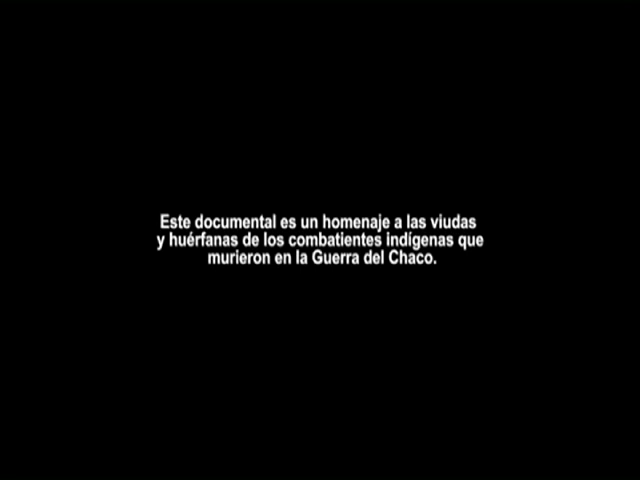 Este documental es un homenaje a las viudas
y huérfanas de los combatientes indígenas que
murieron en la Guerra del Chaco.